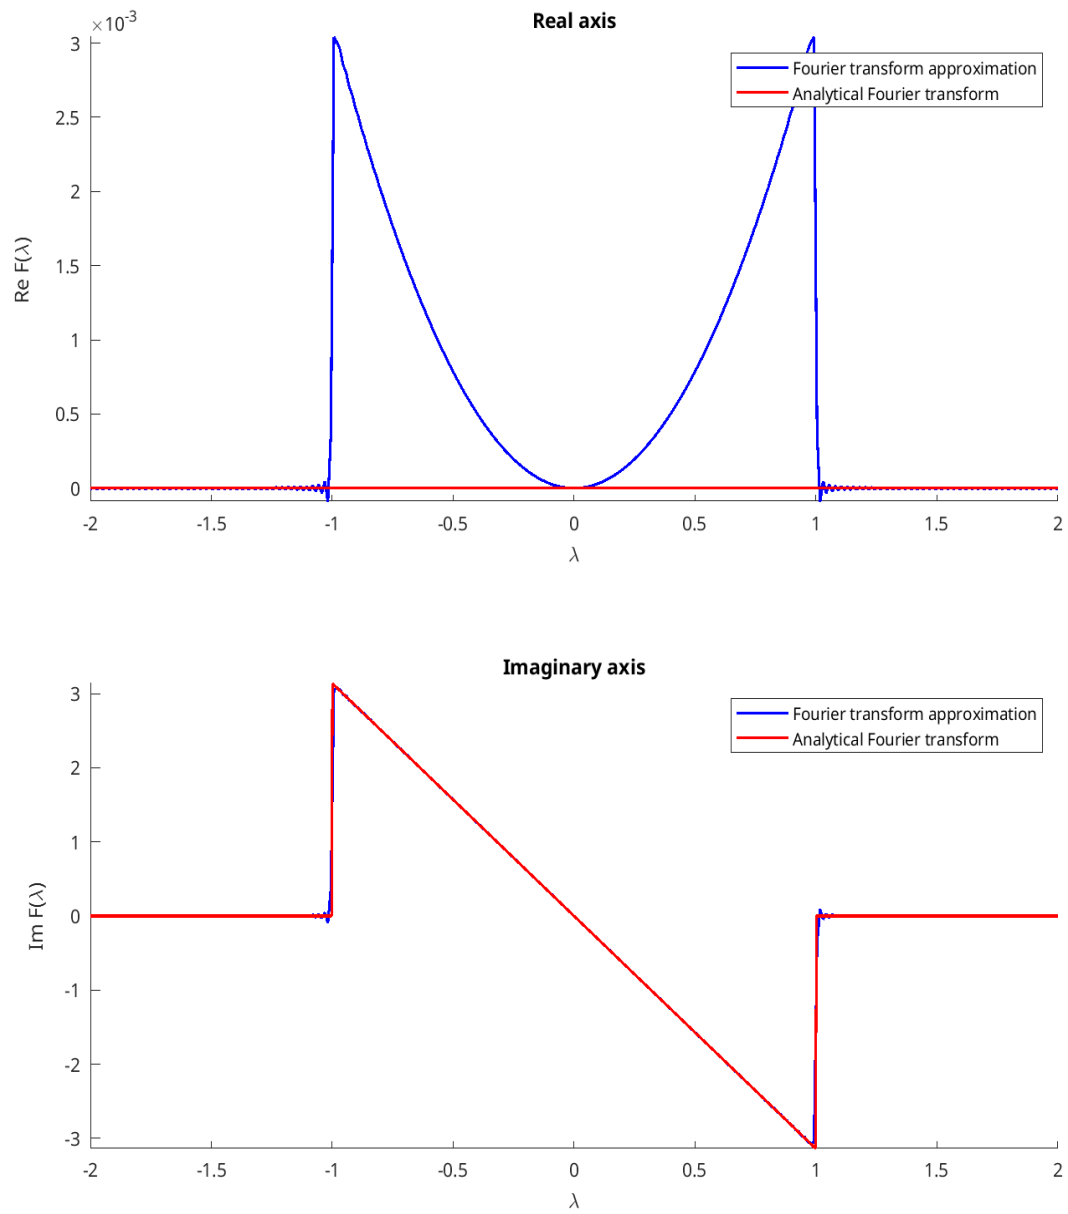 Real axis
×10⁻³
3
2.5
2
1.5
1
0.5
0
Re F(λ)
Fourier transform approximation
Analytical Fourier transform
-2 -1.5 -1 -0.5 0 0.5 1 1.5 2
λ
Imaginary axis
3
2
1
0
-1
-2
-3
Im F(λ)
Fourier transform approximation
Analytical Fourier transform
-2 -1.5 -1 -0.5 0 0.5 1 1.5 2
λ